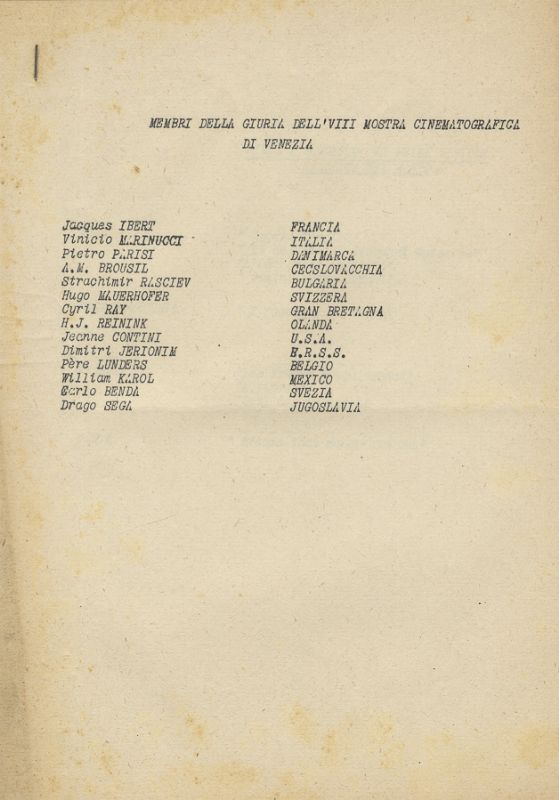 MEMBRI DELLA GIURIA DELL'VIII MOSTRA CINEMATOGRAFICA
DI VENEZIA
Jacques IBERT FRANCIA
Vinicio MARINUCCI ITALIA
Pietro PARISI DANIMARCA
A.M. BROUSIL CECSLOVACCHIA
Strachimir RASCIEV BULGARIA
Hugo MAUERHOFER SVIZZERA
Cyril RAY GRAN BRETAGNA
H.J. REININK OLANDA
Jeanne CONTINI U.S.A.
Dimitri JERIONIM U.R.S.S.
Père LUNDERS BELGIO
William KAROL MEXICO
Carlo BENDA SVEZIA
Drago SEGA JUGOSLAVIA